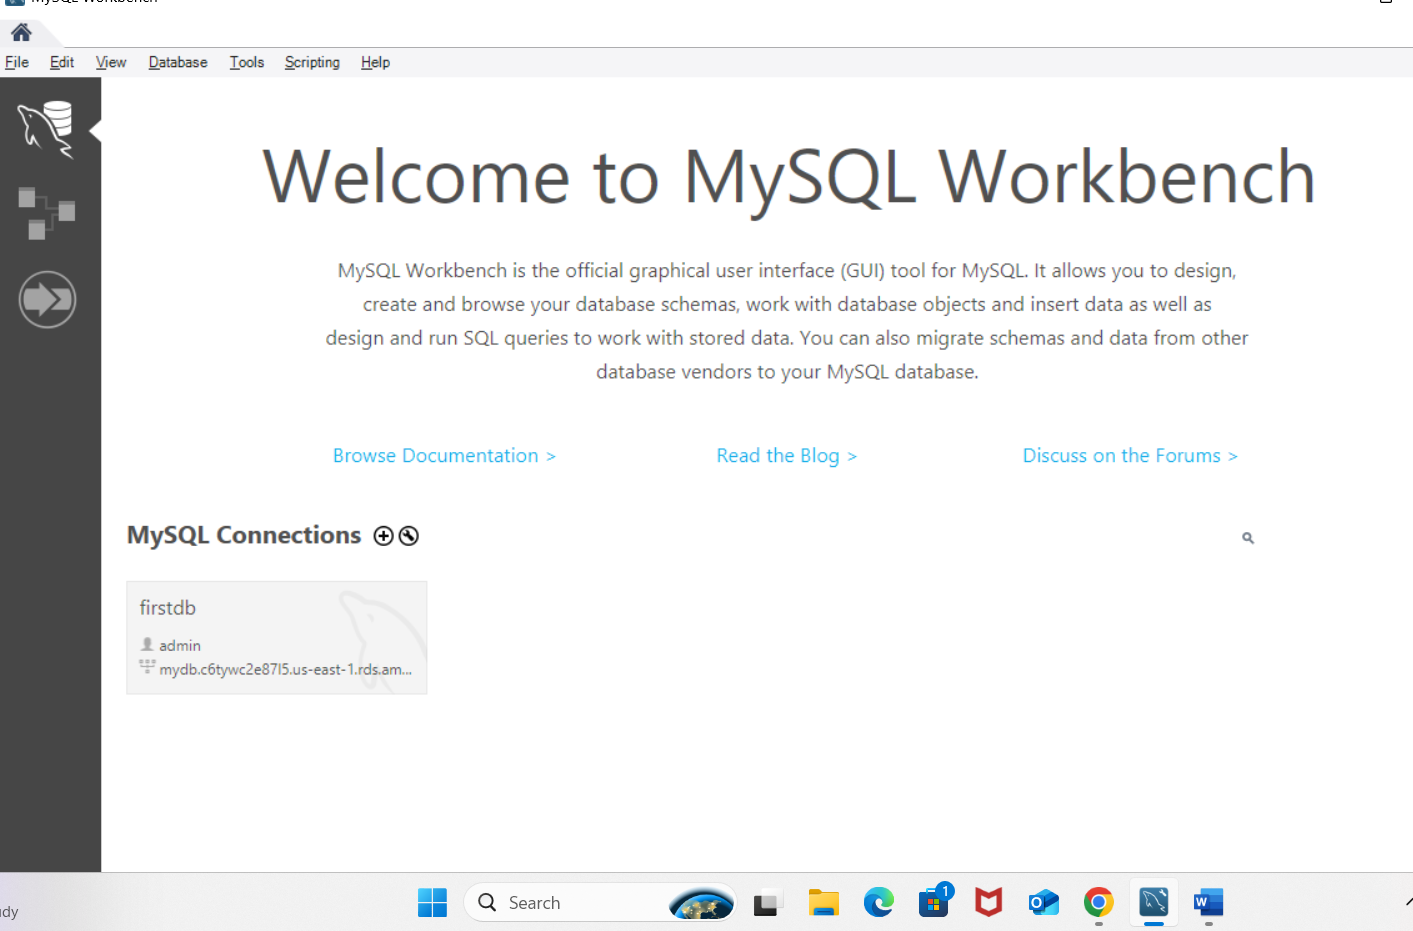 MySQL Workbench
File Edit View Database Tools Scripting Help
Welcome to MySQL Workbench
MySQL Workbench is the official graphical user interface (GUI) tool for MySQL. It allows you to design,
create and browse your database schemas, work with database objects and insert data as well as
design and run SQL queries to work with stored data. You can also migrate schemas and data from other
database vendors to your MySQL database.
Browse Documentation > Read the Blog > Discuss on the Forums >
MySQL Connections
firstdb
admin
mydb.c6tywc2e87l5.us-east-1.rds.am...
Search
1